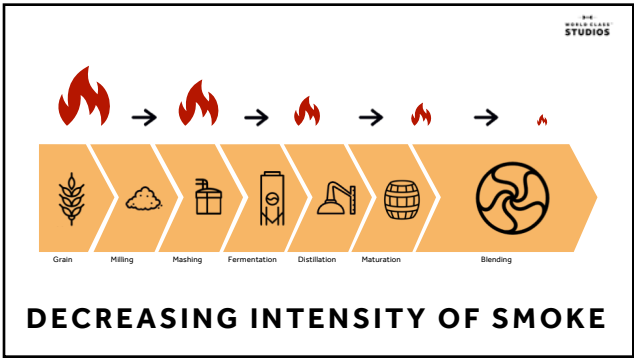 WORLD CLASS
STUDIOS
Grain
Milling
Mashing
Fermentation
Distillation
Maturation
Blending
DECREASING INTENSITY OF SMOKE